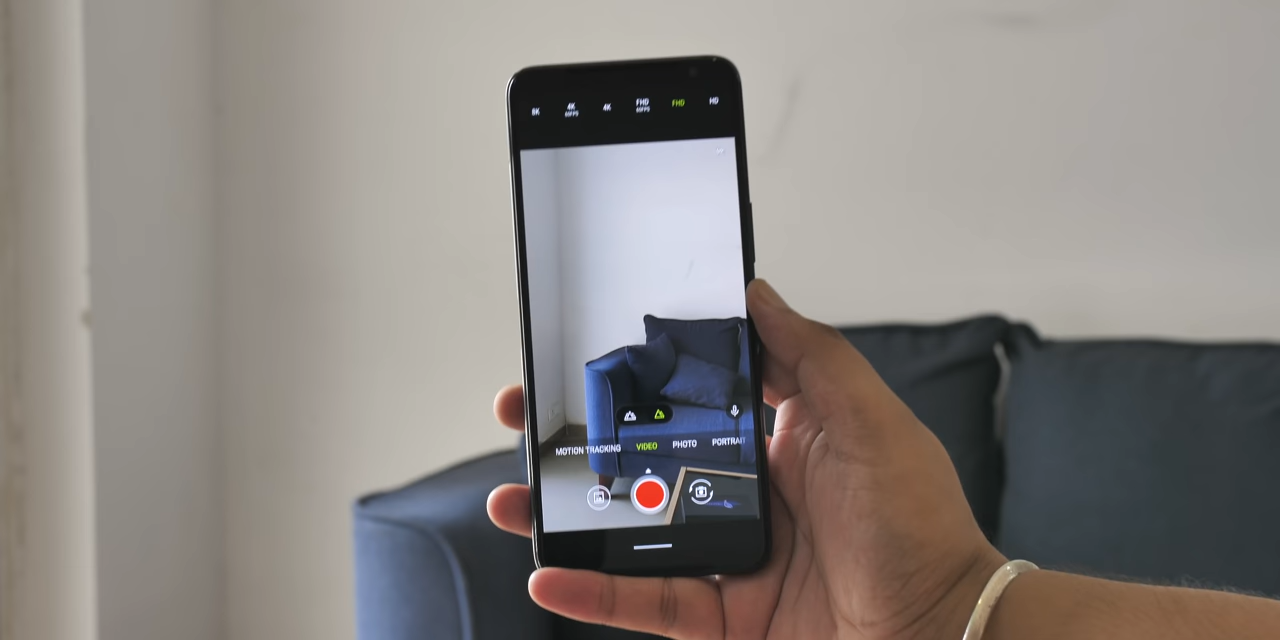 8K 4K FHD FHD HD
4K
60FPS
60FPS
MOTION TRACKING VIDEO PHOTO PORTRAIT